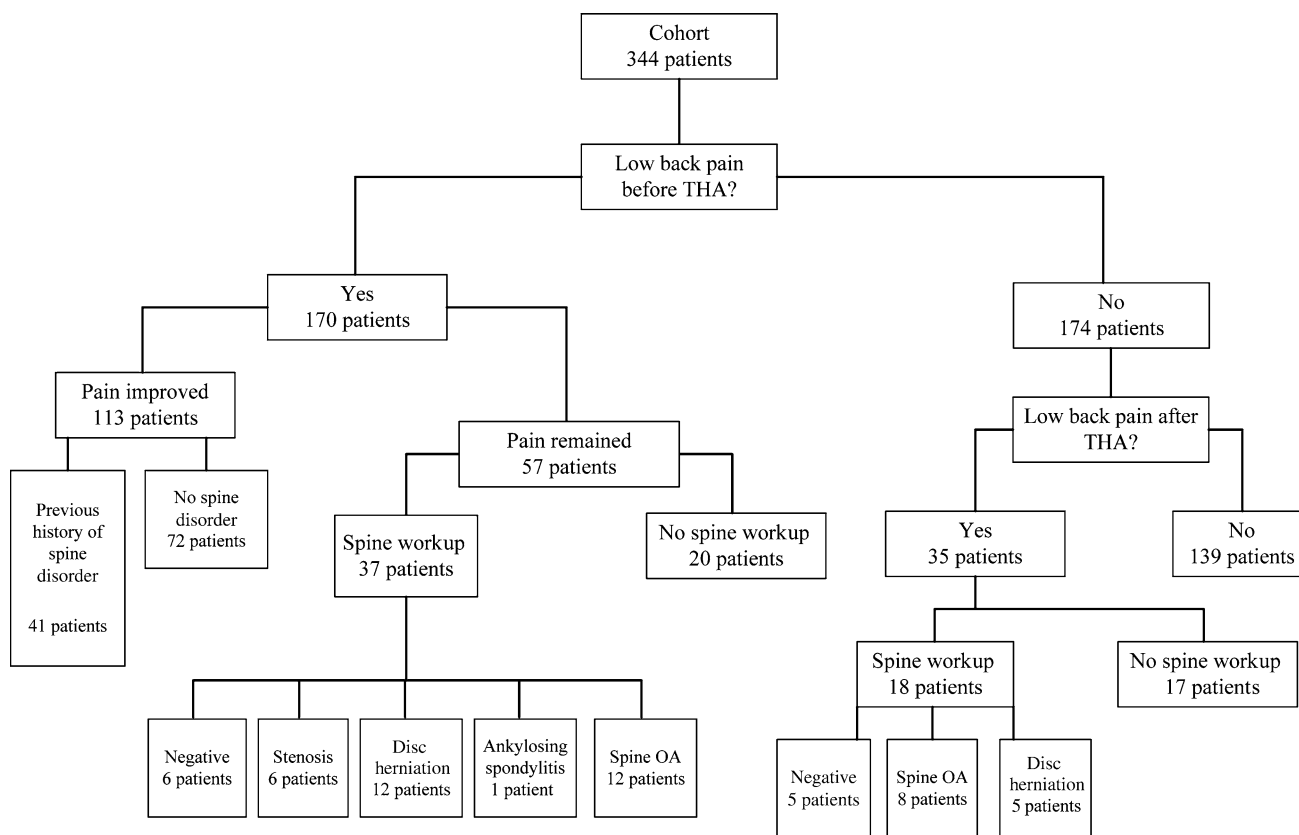 Cohort
344 patients
Low back pain
before THA?
Yes
170 patients
No
174 patients
Pain improved
113 patients
Low back pain after
THA?
Pain remained
57 patients
Previous
history of
spine
disorder
41 patients
No spine
disorder
72 patients
Spine workup
37 patients
No spine workup
20 patients
Yes
35 patients
No
139 patients
Spine workup
18 patients
No spine workup
17 patients
Negative
6 patients
Stenosis
6 patients
Disc
herniation
12 patients
Ankylosing
spondylitis
1 patient
Spine OA
12 patients
Negative
5 patients
Spine OA
8 patients
Disc
herniation
5 patients